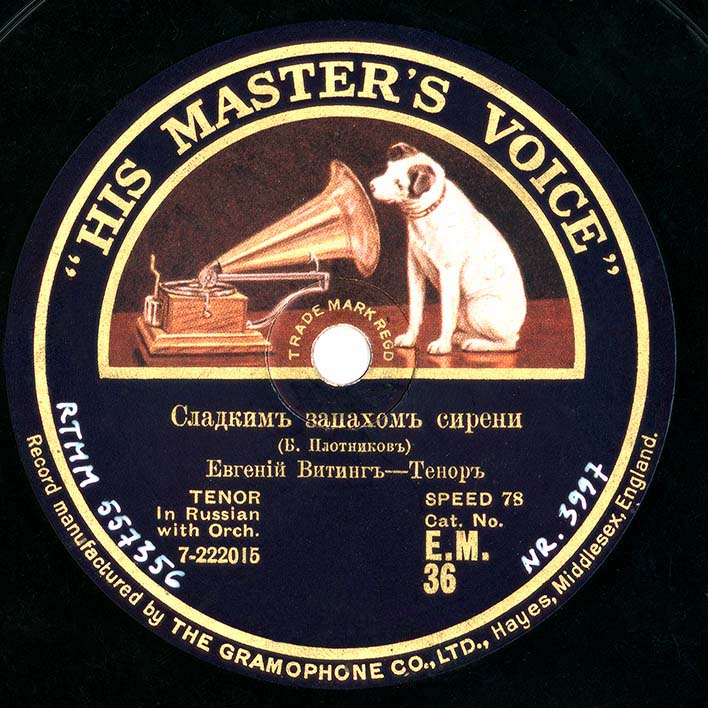 “HIS MASTER'S VOICE”
TRADE MARK REGD
Сладкимъ запахомъ сирени
(Б. Плотниковъ)
Евгеній Витингъ—Теноръ
TENOR
In Russian
with Orch.
7-222015
SPEED 78
Cat. No.
E.M.
36
RTMM 557356
NR. 3997
Record manufactured by THE GRAMOPHONE CO., LTD., Hayes, Middlesex, England.